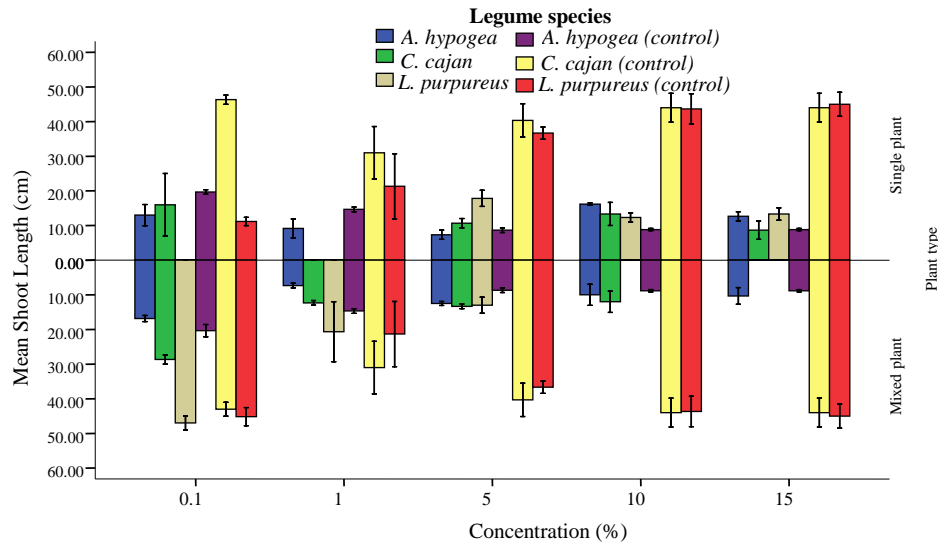 Legume species
A. hypogea
A. hypogea (control)
C. cajan
C. cajan (control)
L. purpureus
L. purpureus (control)
60.00
50.00
40.00
30.00
20.00
10.00
0.00
10.00
20.00
30.00
40.00
50.00
60.00
Mean Shoot Length (cm)
Single plant
Mixed plant
Plant type
0.1
1
5
10
15
Concentration (%)